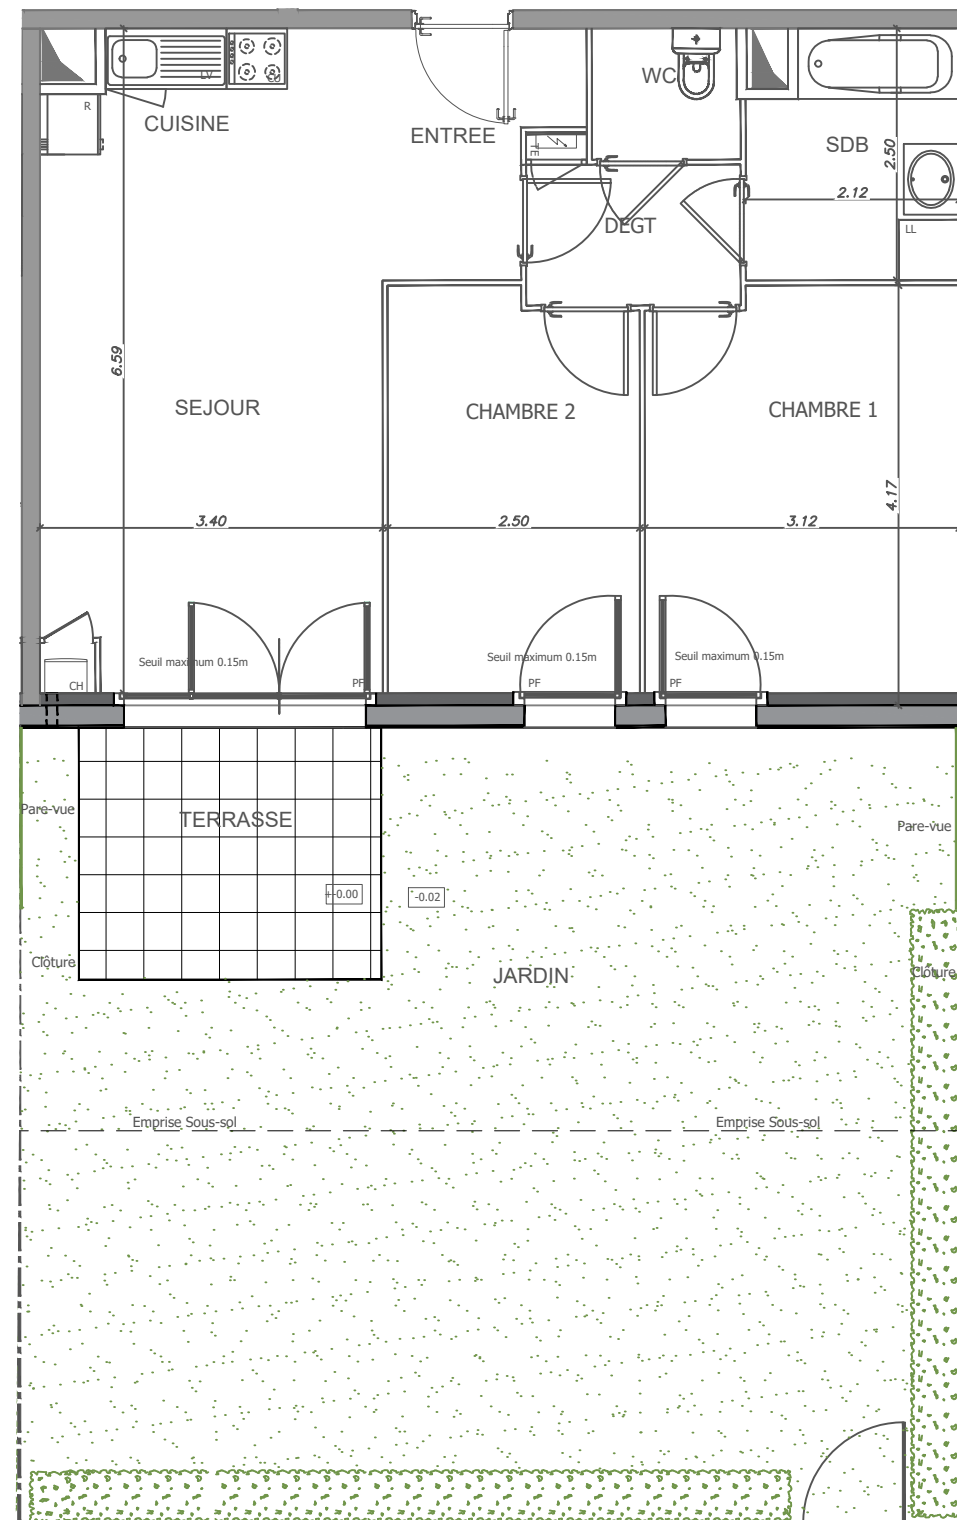 LV
CU
R
CUISINE
ENTREE
TE
WC
SDB
2.50
2.12
LL
DEGT
6.59
SEJOUR
CHAMBRE 2
CHAMBRE 1
4.17
3.40
2.50
3.12
Seuil maximum 0.15m
Seuil maximum 0.15m
Seuil maximum 0.15m
CH
PF
PF
PF
Pare-vue
TERRASSE
Pare-vue
+-0.00
-0.02
Clôture
JARDIN
Clôture
Emprise Sous-sol
Emprise Sous-sol